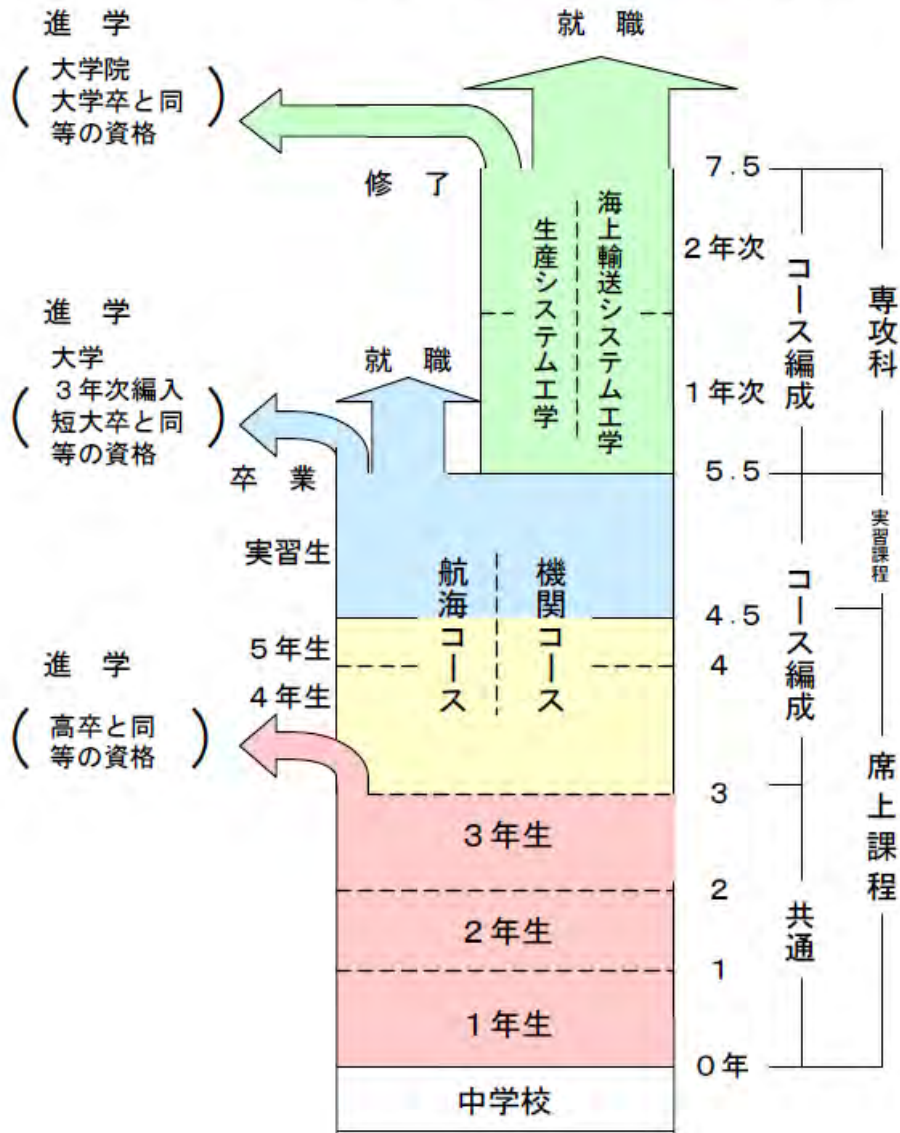 進 学
就 職
大学院
大学卒と同
等の資格
修 了
7.5
生産システム工学
海上輸送システム工学
2年次
コース編成
専攻科
進 学
大学
3年次編入
短大卒と同
等の資格
就 職
1年次
卒 業
5.5
実習生
航海コース
機関コース
実習課程
コース編成
4.5
5年生
4
4年生
進 学
高卒と同
等の資格
3
3年生
席上課程
2
2年生
共通
1
1年生
0年
中学校